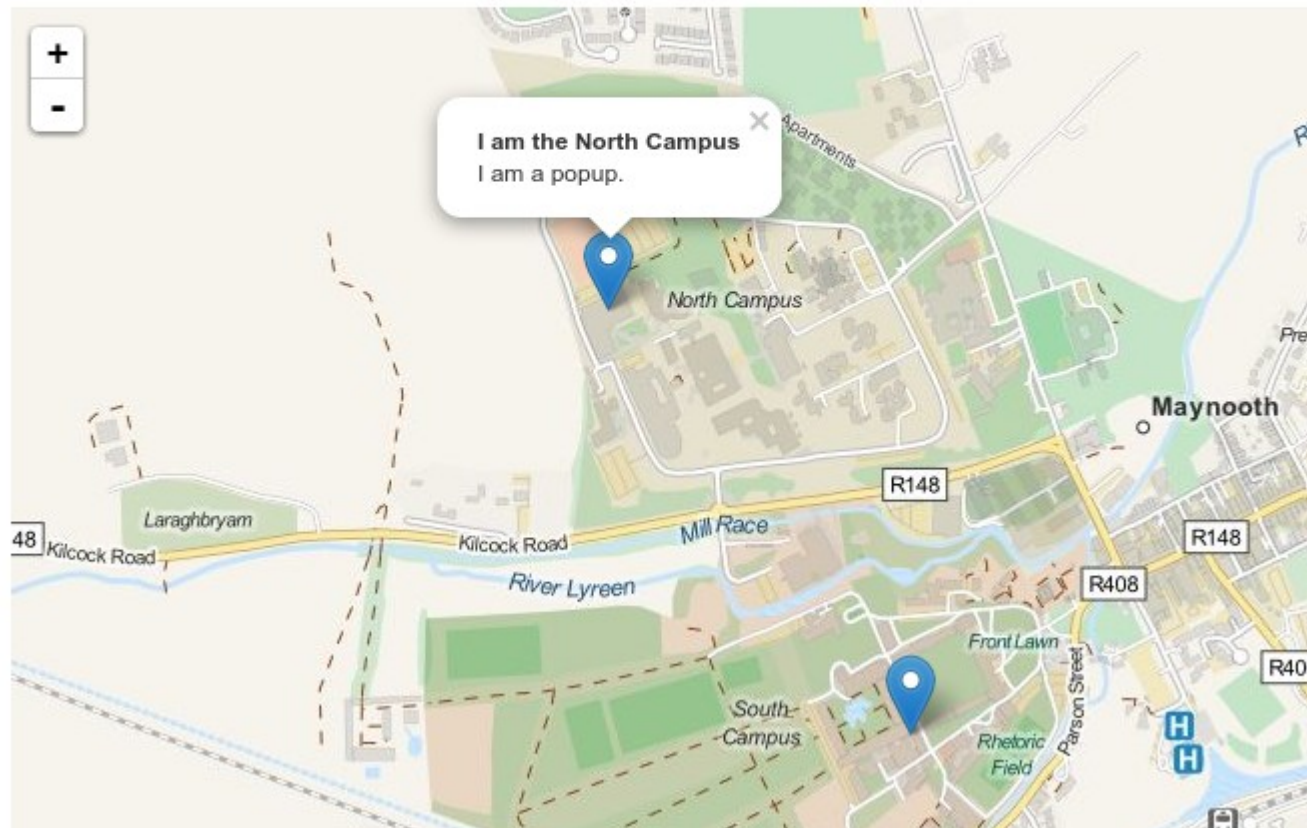 +
-
I am the North Campus
I am a popup.
×
Apartments
R
North Campus
Pre
Maynooth
R148
Laraghbryam
48
Kilcock Road
Kilcock Road
Mill Race
R148
River Lyreen
R408
Front Lawn
R40
Parson Street
South
Campus
Rhetoric
Field
H
H